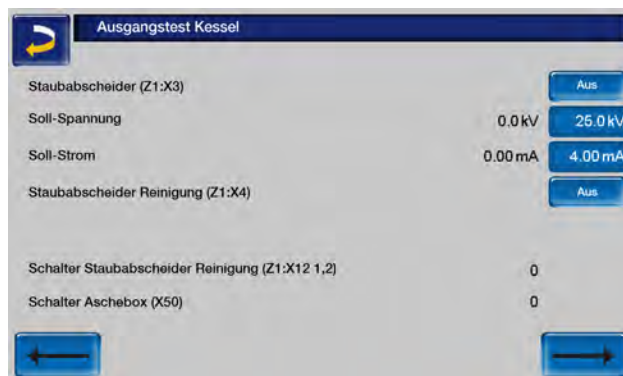 Ausgangstest Kessel
Staubabscheider (Z1:X3) Aus
Soll-Spannung 0.0 kV 25.0 kV
Soll-Strom 0.00 mA 4.00 mA
Staubabscheider Reinigung (Z1:X4) Aus
Schalter Staubabscheider Reinigung (Z1:X12 1,2) 0
Schalter Aschebox (X50) 0